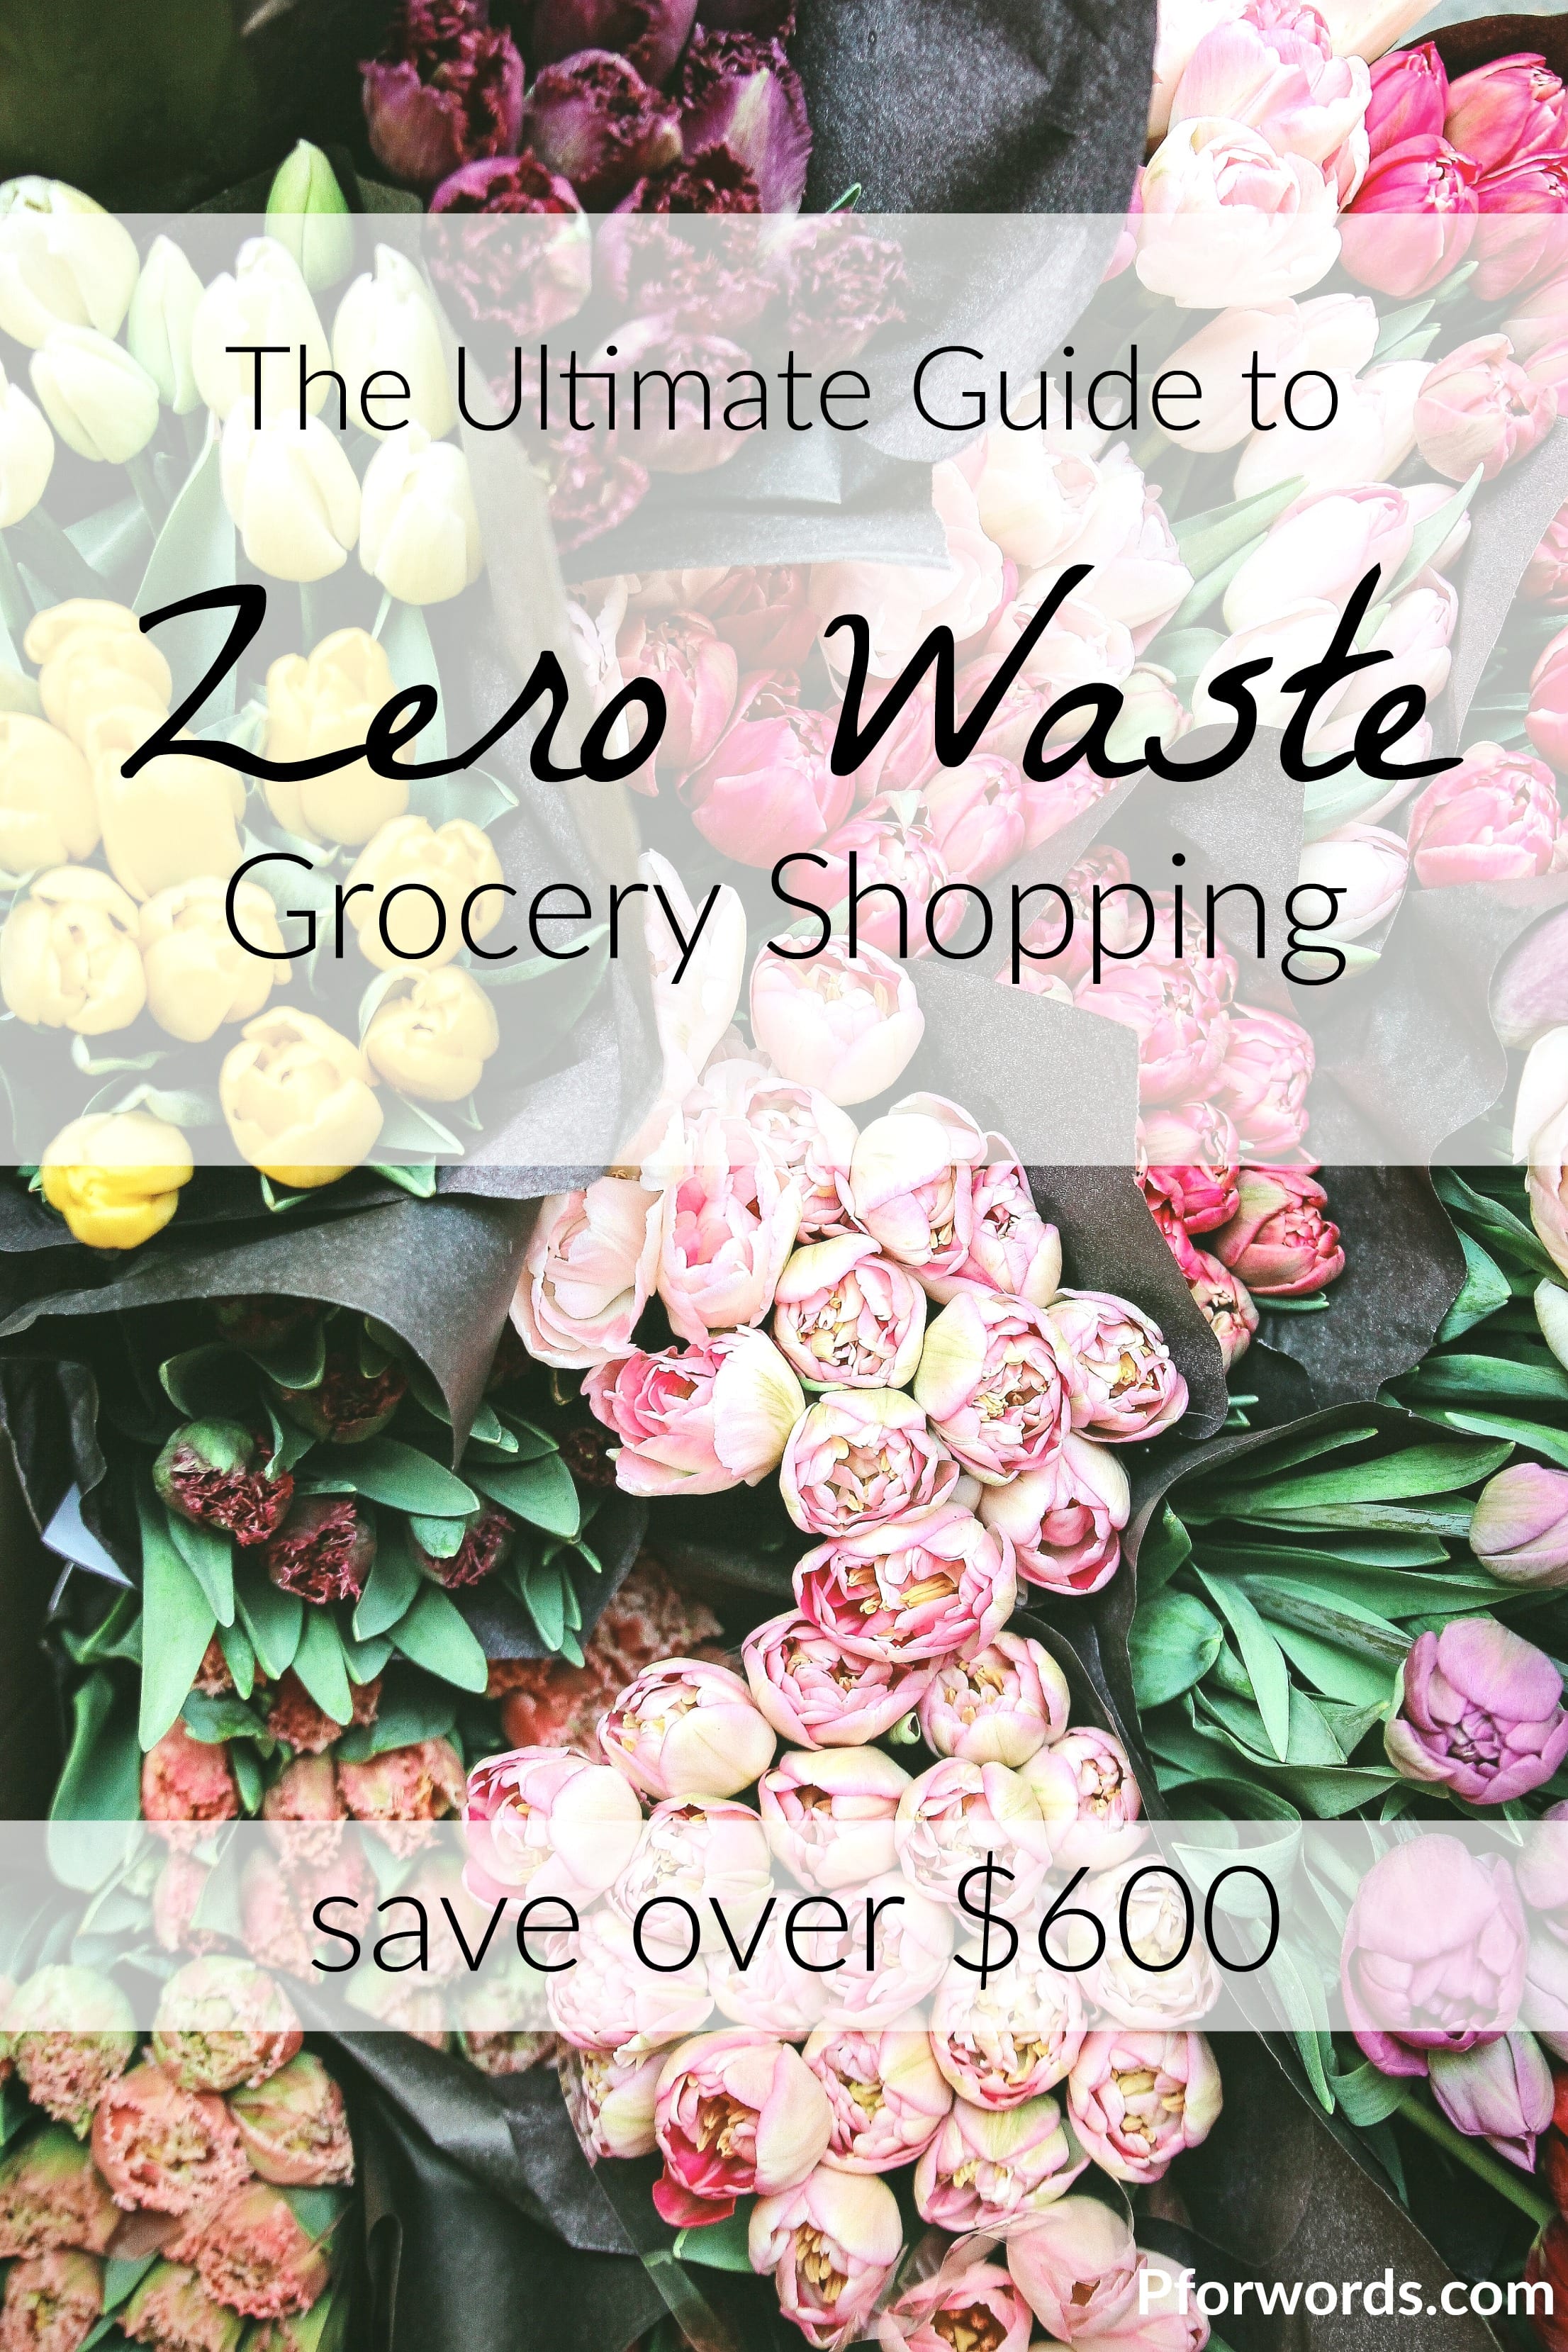 The Ultimate Guide to
Zero Waste
Grocery Shopping
save over $600
Pforwords.com